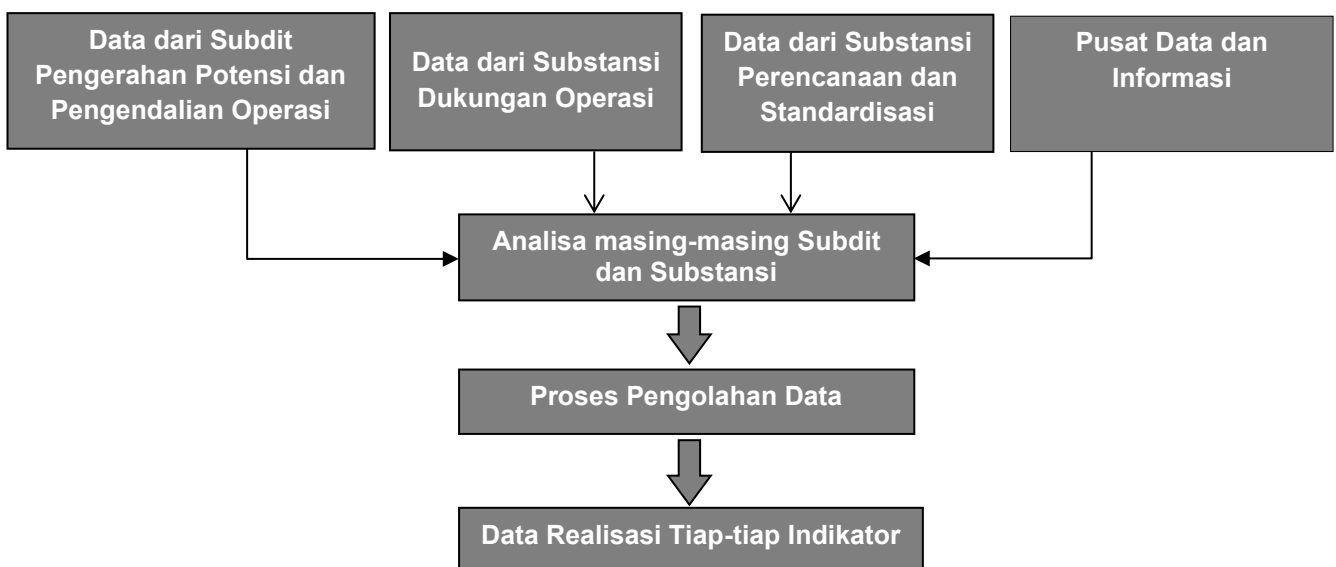 Data dari Subdit
Pengerahan Potensi dan
Pengendalian Operasi
Data dari Substansi
Dukungan Operasi
Data dari Substansi
Perencanaan dan
Standardisasi
Pusat Data dan
Informasi
Analisa masing-masing Subdit
dan Substansi
Proses Pengolahan Data
Data Realisasi Tiap-tiap Indikator